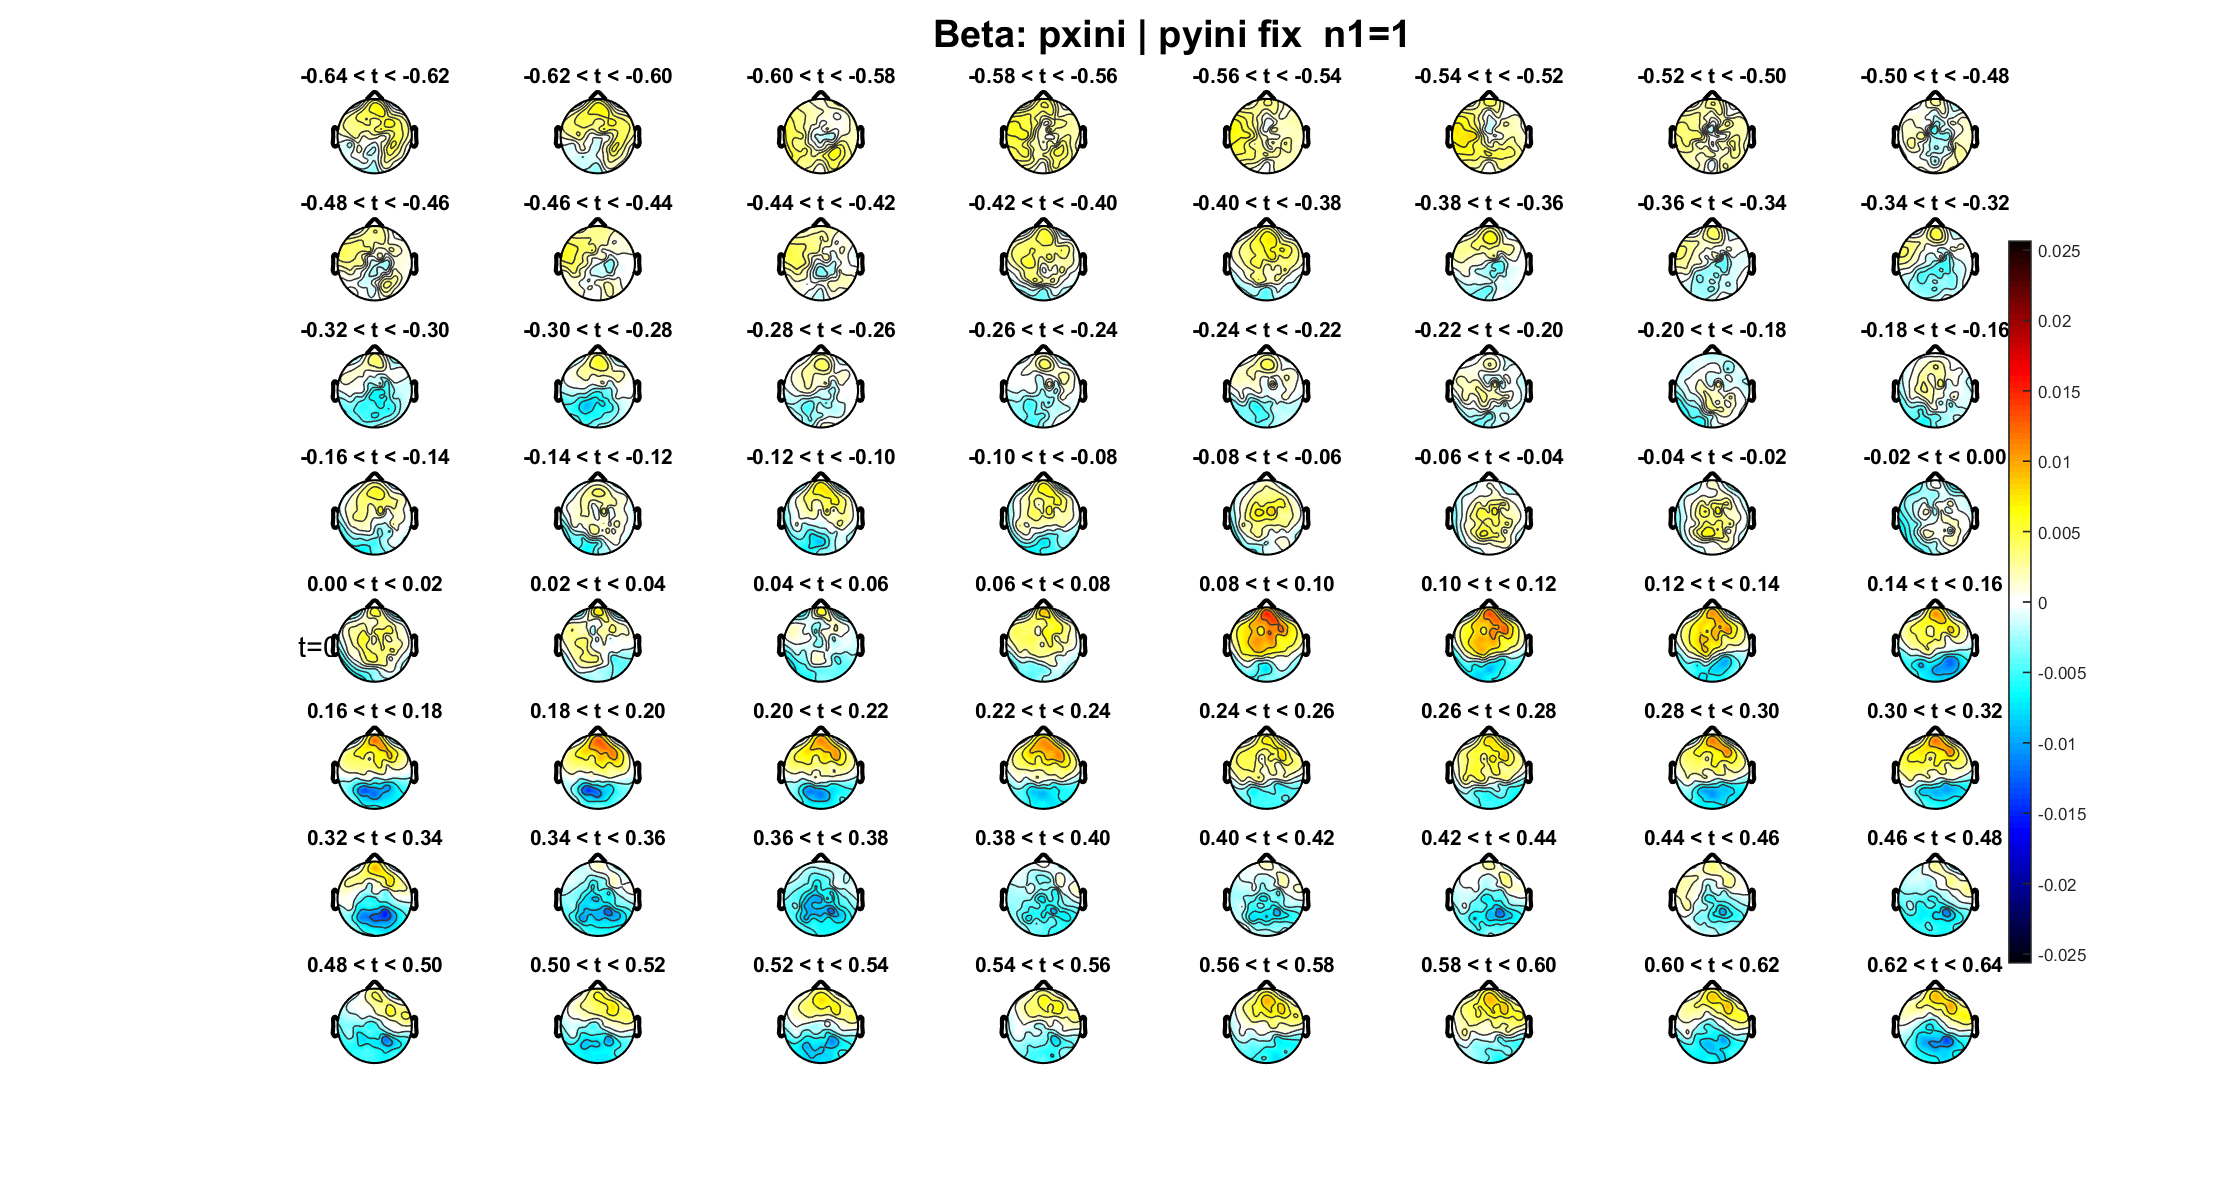 Beta: pxini | pyini fix  n1=1
-0.64 < t < -0.62 -0.62 < t < -0.60 -0.60 < t < -0.58 -0.58 < t < -0.56 -0.56 < t < -0.54 -0.54 < t < -0.52 -0.52 < t < -0.50 -0.50 < t < -0.48
-0.48 < t < -0.46 -0.46 < t < -0.44 -0.44 < t < -0.42 -0.42 < t < -0.40 -0.40 < t < -0.38 -0.38 < t < -0.36 -0.36 < t < -0.34 -0.34 < t < -0.32
-0.32 < t < -0.30 -0.30 < t < -0.28 -0.28 < t < -0.26 -0.26 < t < -0.24 -0.24 < t < -0.22 -0.22 < t < -0.20 -0.20 < t < -0.18 -0.18 < t < -0.16
-0.16 < t < -0.14 -0.14 < t < -0.12 -0.12 < t < -0.10 -0.10 < t < -0.08 -0.08 < t < -0.06 -0.06 < t < -0.04 -0.04 < t < -0.02 -0.02 < t < 0.00
0.00 < t < 0.02 0.02 < t < 0.04 0.04 < t < 0.06 0.06 < t < 0.08 0.08 < t < 0.10 0.10 < t < 0.12 0.12 < t < 0.14 0.14 < t < 0.16
t=0
0.16 < t < 0.18 0.18 < t < 0.20 0.20 < t < 0.22 0.22 < t < 0.24 0.24 < t < 0.26 0.26 < t < 0.28 0.28 < t < 0.30 0.30 < t < 0.32
0.32 < t < 0.34 0.34 < t < 0.36 0.36 < t < 0.38 0.38 < t < 0.40 0.40 < t < 0.42 0.42 < t < 0.44 0.44 < t < 0.46 0.46 < t < 0.48
0.48 < t < 0.50 0.50 < t < 0.52 0.52 < t < 0.54 0.54 < t < 0.56 0.56 < t < 0.58 0.58 < t < 0.60 0.60 < t < 0.62 0.62 < t < 0.64
0.025
0.02
0.015
0.01
0.005
0
-0.005
-0.01
-0.015
-0.02
-0.025